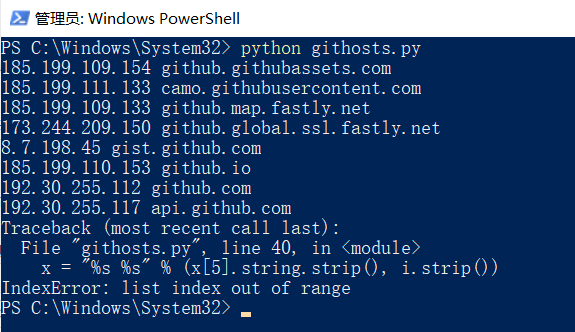 管理员: Windows PowerShell
PS C:\Windows\System32> python githosts.py
185.199.109.154 github.githubassets.com
185.199.111.133 camo.githubusercontent.com
185.199.109.133 github.map.fastly.net
173.244.209.150 github.global.ssl.fastly.net
8.7.198.45 gist.github.com
185.199.110.153 github.io
192.30.255.112 github.com
192.30.255.117 api.github.com
Traceback (most recent call last):
  File "githosts.py", line 40, in <module>
    x = "%s %s" % (x[5].string.strip(), i.strip())
IndexError: list index out of range
PS C:\Windows\System32>